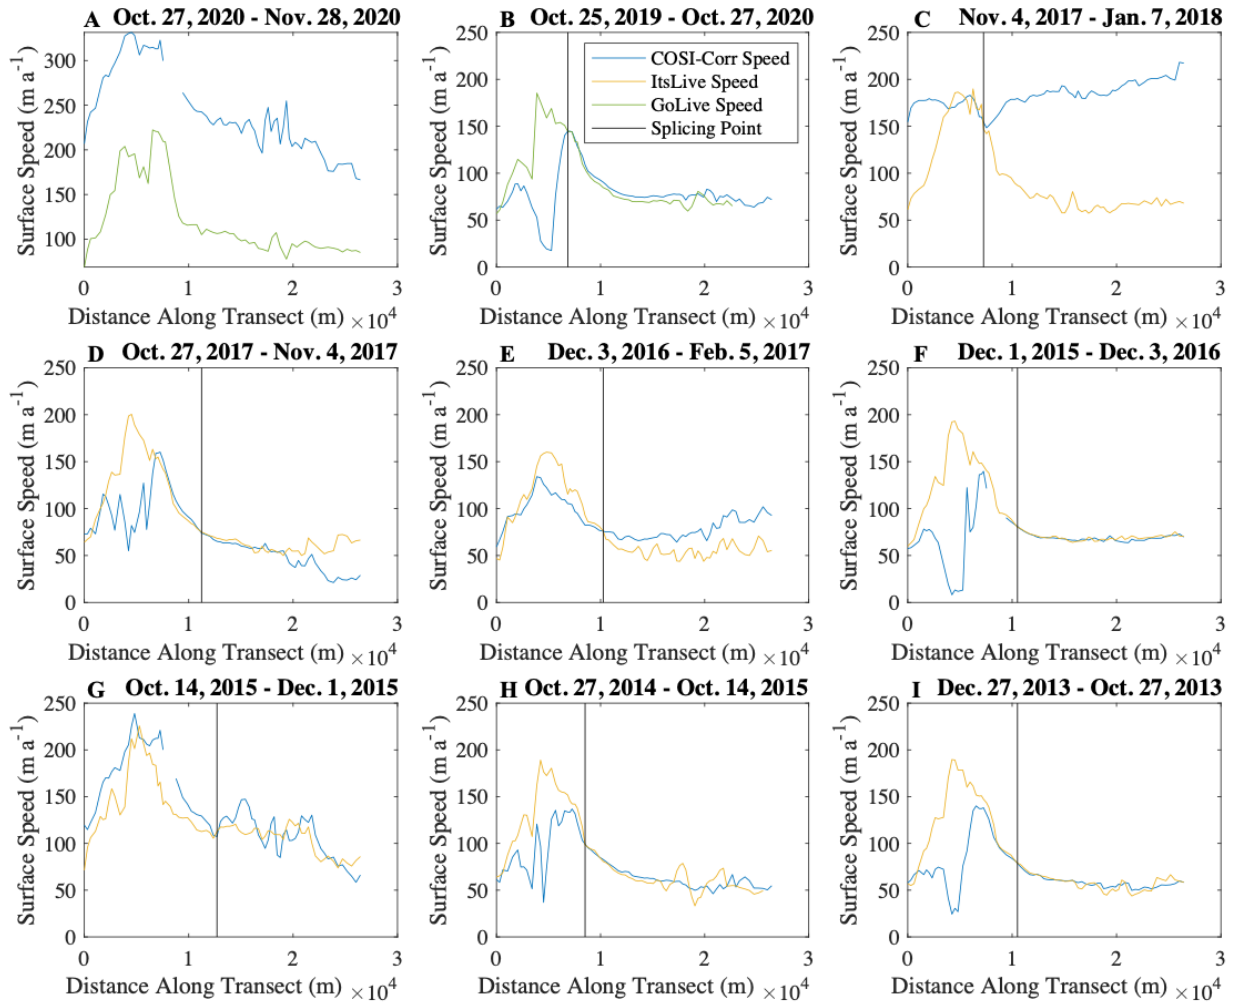 A Oct. 27, 2020 - Nov. 28, 2020
Surface Speed (m a⁻¹)
300
250
200
150
100
0 1 2 3
Distance Along Transect (m) ×10⁴
B Oct. 25, 2019 - Oct. 27, 2020
Surface Speed (m a⁻¹)
250
200
150
100
50
0
COSI-Corr Speed
ItsLive Speed
GoLive Speed
Splicing Point
0 1 2 3
Distance Along Transect (m) ×10⁴
C Nov. 4, 2017 - Jan. 7, 2018
Surface Speed (m a⁻¹)
250
200
150
100
50
0
0 1 2 3
Distance Along Transect (m) ×10⁴
D Oct. 27, 2017 - Nov. 4, 2017
Surface Speed (m a⁻¹)
250
200
150
100
50
0
0 1 2 3
Distance Along Transect (m) ×10⁴
E Dec. 3, 2016 - Feb. 5, 2017
Surface Speed (m a⁻¹)
250
200
150
100
50
0
0 1 2 3
Distance Along Transect (m) ×10⁴
F Dec. 1, 2015 - Dec. 3, 2016
Surface Speed (m a⁻¹)
250
200
150
100
50
0
0 1 2 3
Distance Along Transect (m) ×10⁴
G Oct. 14, 2015 - Dec. 1, 2015
Surface Speed (m a⁻¹)
250
200
150
100
50
0
0 1 2 3
Distance Along Transect (m) ×10⁴
H Oct. 27, 2014 - Oct. 14, 2015
Surface Speed (m a⁻¹)
250
200
150
100
50
0
0 1 2 3
Distance Along Transect (m) ×10⁴
I Dec. 27, 2013 - Oct. 27, 2013
Surface Speed (m a⁻¹)
250
200
150
100
50
0
0 1 2 3
Distance Along Transect (m) ×10⁴